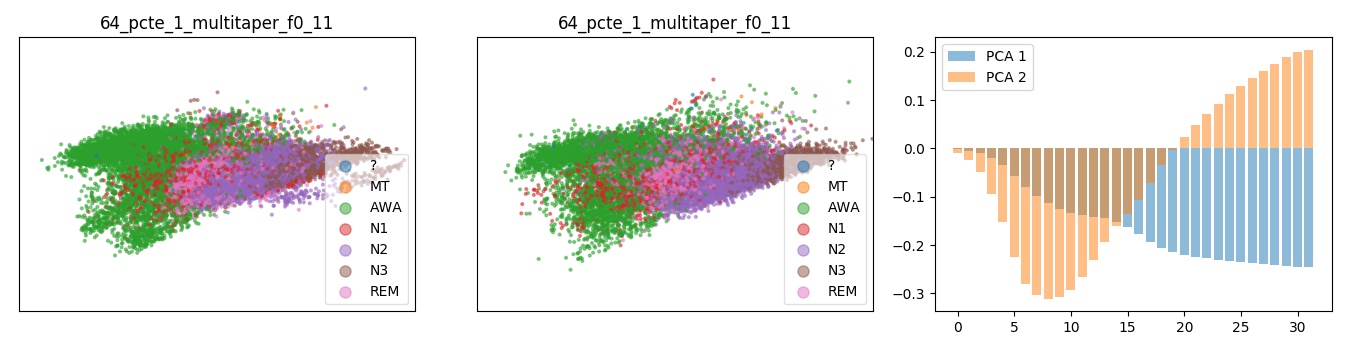 64_pcte_1_multitaper_f0_11
?
MT
AWA
N1
N2
N3
REM
64_pcte_1_multitaper_f0_11
?
MT
AWA
N1
N2
N3
REM
PCA 1
PCA 2
0.2
0.1
0.0
−0.1
−0.2
−0.3
0 5 10 15 20 25 30